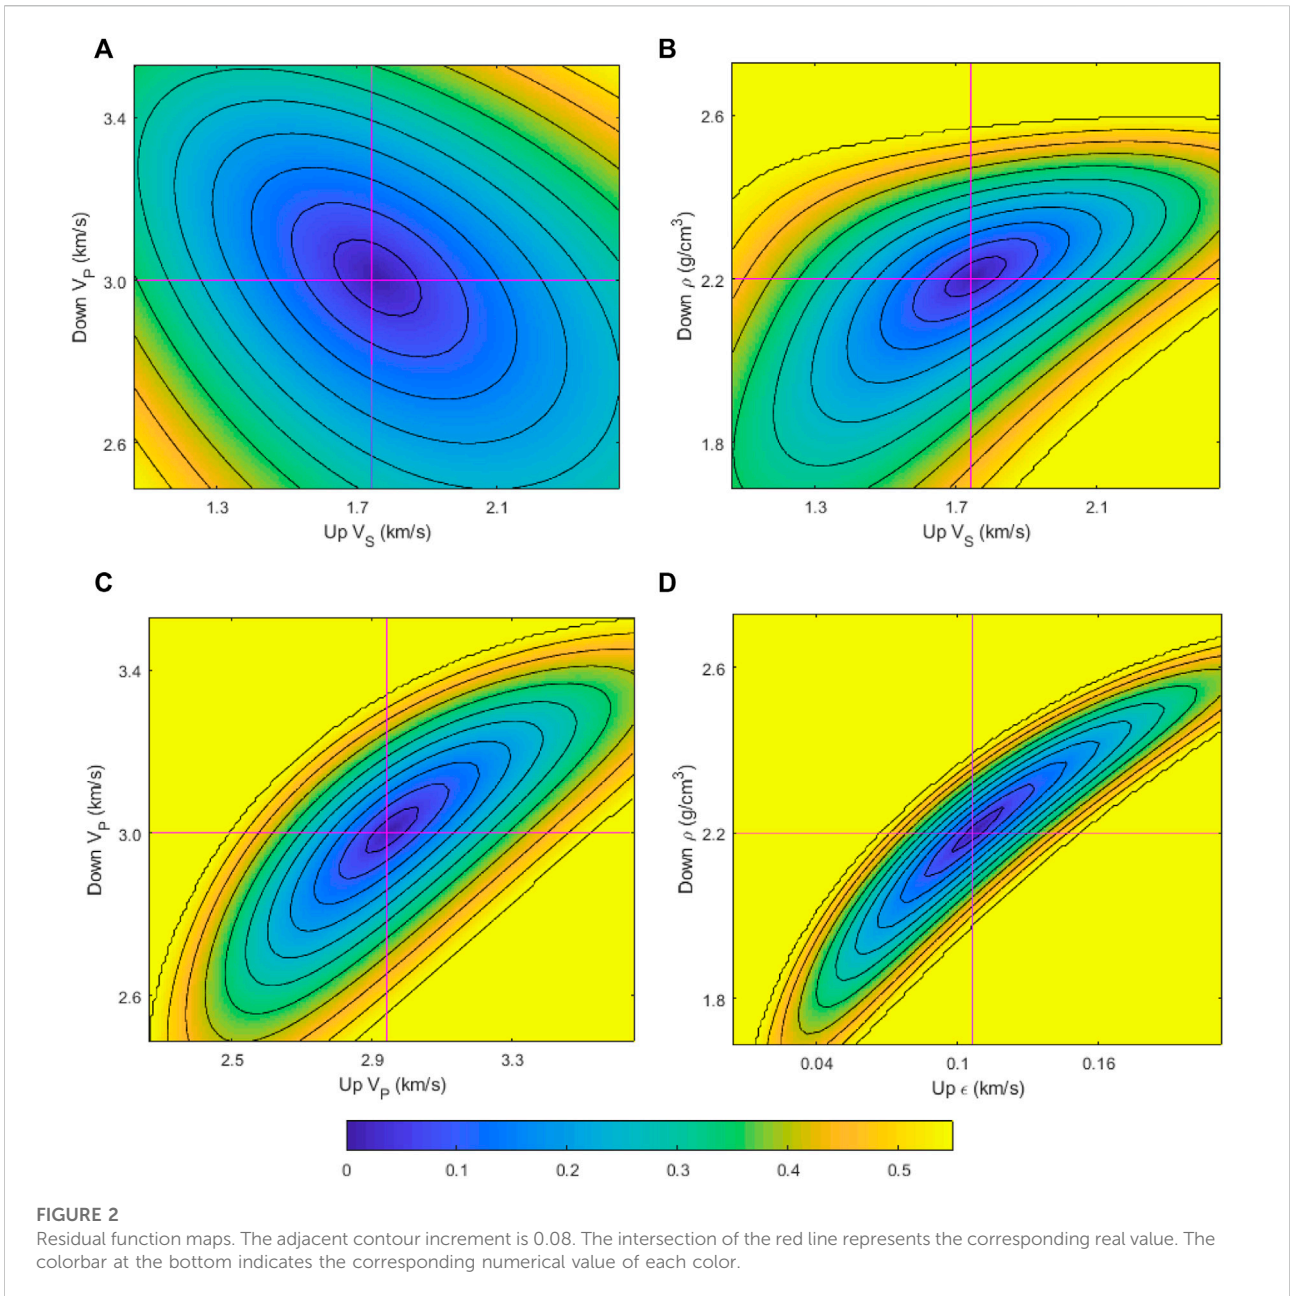 A
3.4
3.0
2.6
Down V_P (km/s)
1.3 1.7 2.1
Up V_S (km/s)
B
2.6
2.2
1.8
Down ρ (g/cm³)
1.3 1.7 2.1
Up V_S (km/s)
C
3.4
3.0
2.6
Down V_P (km/s)
2.5 2.9 3.3
Up V_P (km/s)
D
2.6
2.2
1.8
Down ρ (g/cm³)
0.04 0.1 0.16
Up ϵ (km/s)
0 0.1 0.2 0.3 0.4 0.5
FIGURE 2
Residual function maps. The adjacent contour increment is 0.08. The intersection of the red line represents the corresponding real value. The
colorbar at the bottom indicates the corresponding numerical value of each color.